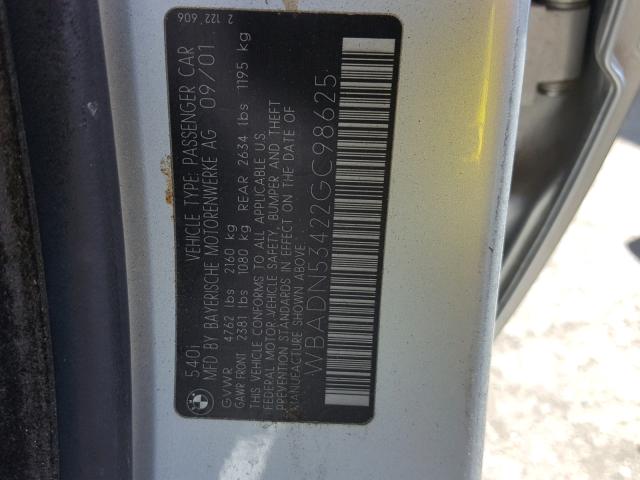 2 122 606
540i VEHICLE TYPE: PASSENGER CAR
MFD BY BAYERISCHE MOTORENWERKE AG 09/01
GVWR 4762 lbs 2160 kg
GAWR FRONT 2381 lbs 1080 kg REAR 2634 lbs 1195 kg
THIS VEHICLE CONFORMS TO ALL APPLICABLE U.S.
FEDERAL MOTOR VEHICLE SAFETY, BUMPER AND THEFT
PREVENTION STANDARDS IN EFFECT ON THE DATE OF
MANUFACTURE SHOWN ABOVE
WBADN53422GC98625